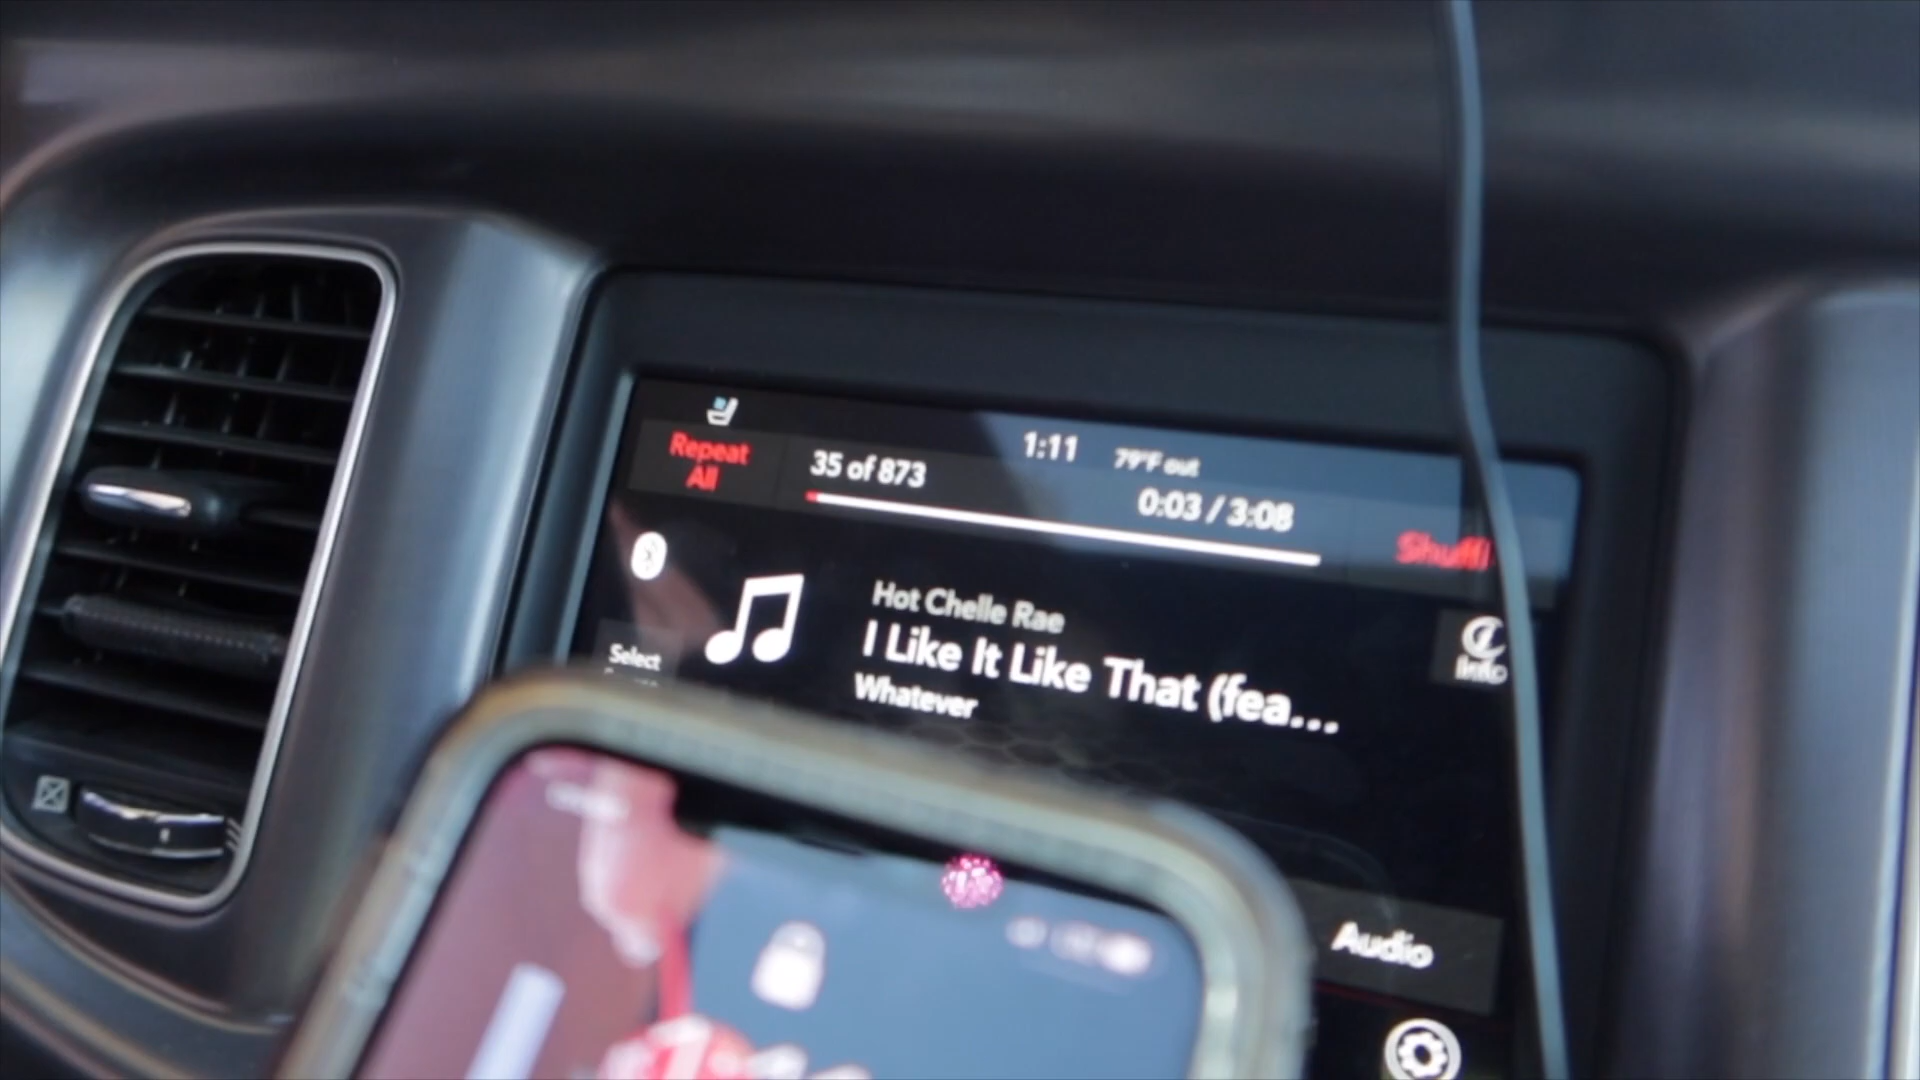 1:11 79°F out
Repeat
All
35 of 873
0:03 / 3:08
Shuffl
Hot Chelle Rae
I Like It Like That (fea...
Whatever
Info
Select
Audio